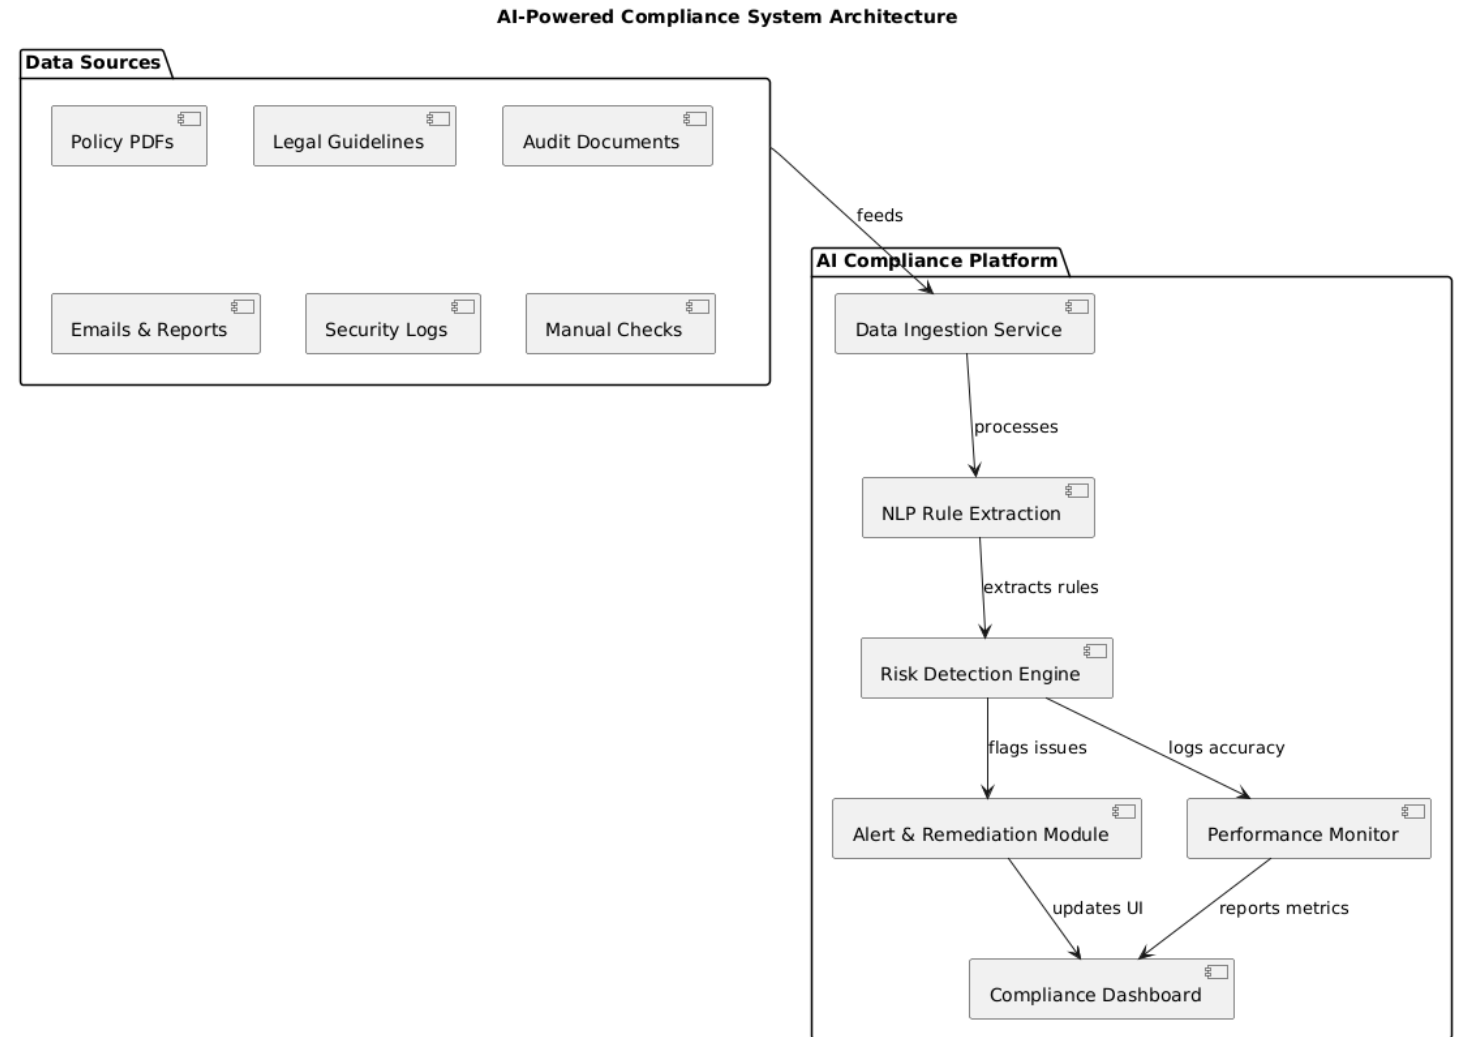 AI-Powered Compliance System Architecture
Data Sources
Policy PDFs
Legal Guidelines
Audit Documents
Emails & Reports
Security Logs
Manual Checks
feeds
AI Compliance Platform
Data Ingestion Service
processes
NLP Rule Extraction
extracts rules
Risk Detection Engine
flags issues
logs accuracy
Alert & Remediation Module
Performance Monitor
updates UI
reports metrics
Compliance Dashboard